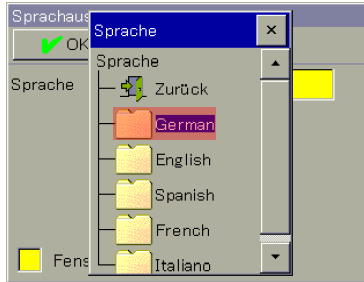 Sprachaus
OK
Sprache
Sprache
×
Sprache
Zurück
German
English
Spanish
French
Italiano
Fens